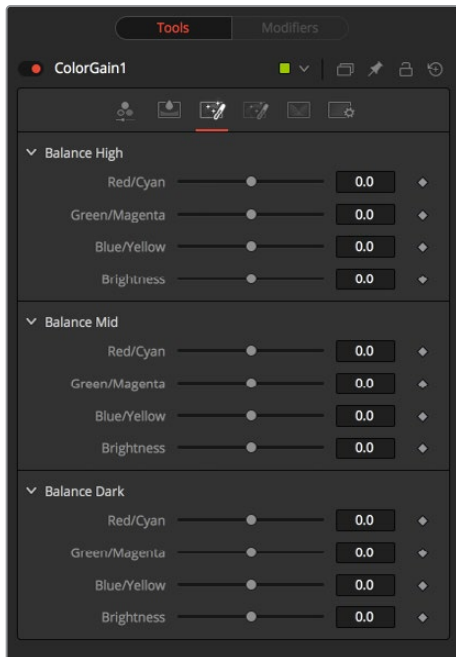 Tools Modifiers
ColorGain1
Balance High
Red/Cyan 0.0
Green/Magenta 0.0
Blue/Yellow 0.0
Brightness 0.0
Balance Mid
Red/Cyan 0.0
Green/Magenta 0.0
Blue/Yellow 0.0
Brightness 0.0
Balance Dark
Red/Cyan 0.0
Green/Magenta 0.0
Blue/Yellow 0.0
Brightness 0.0